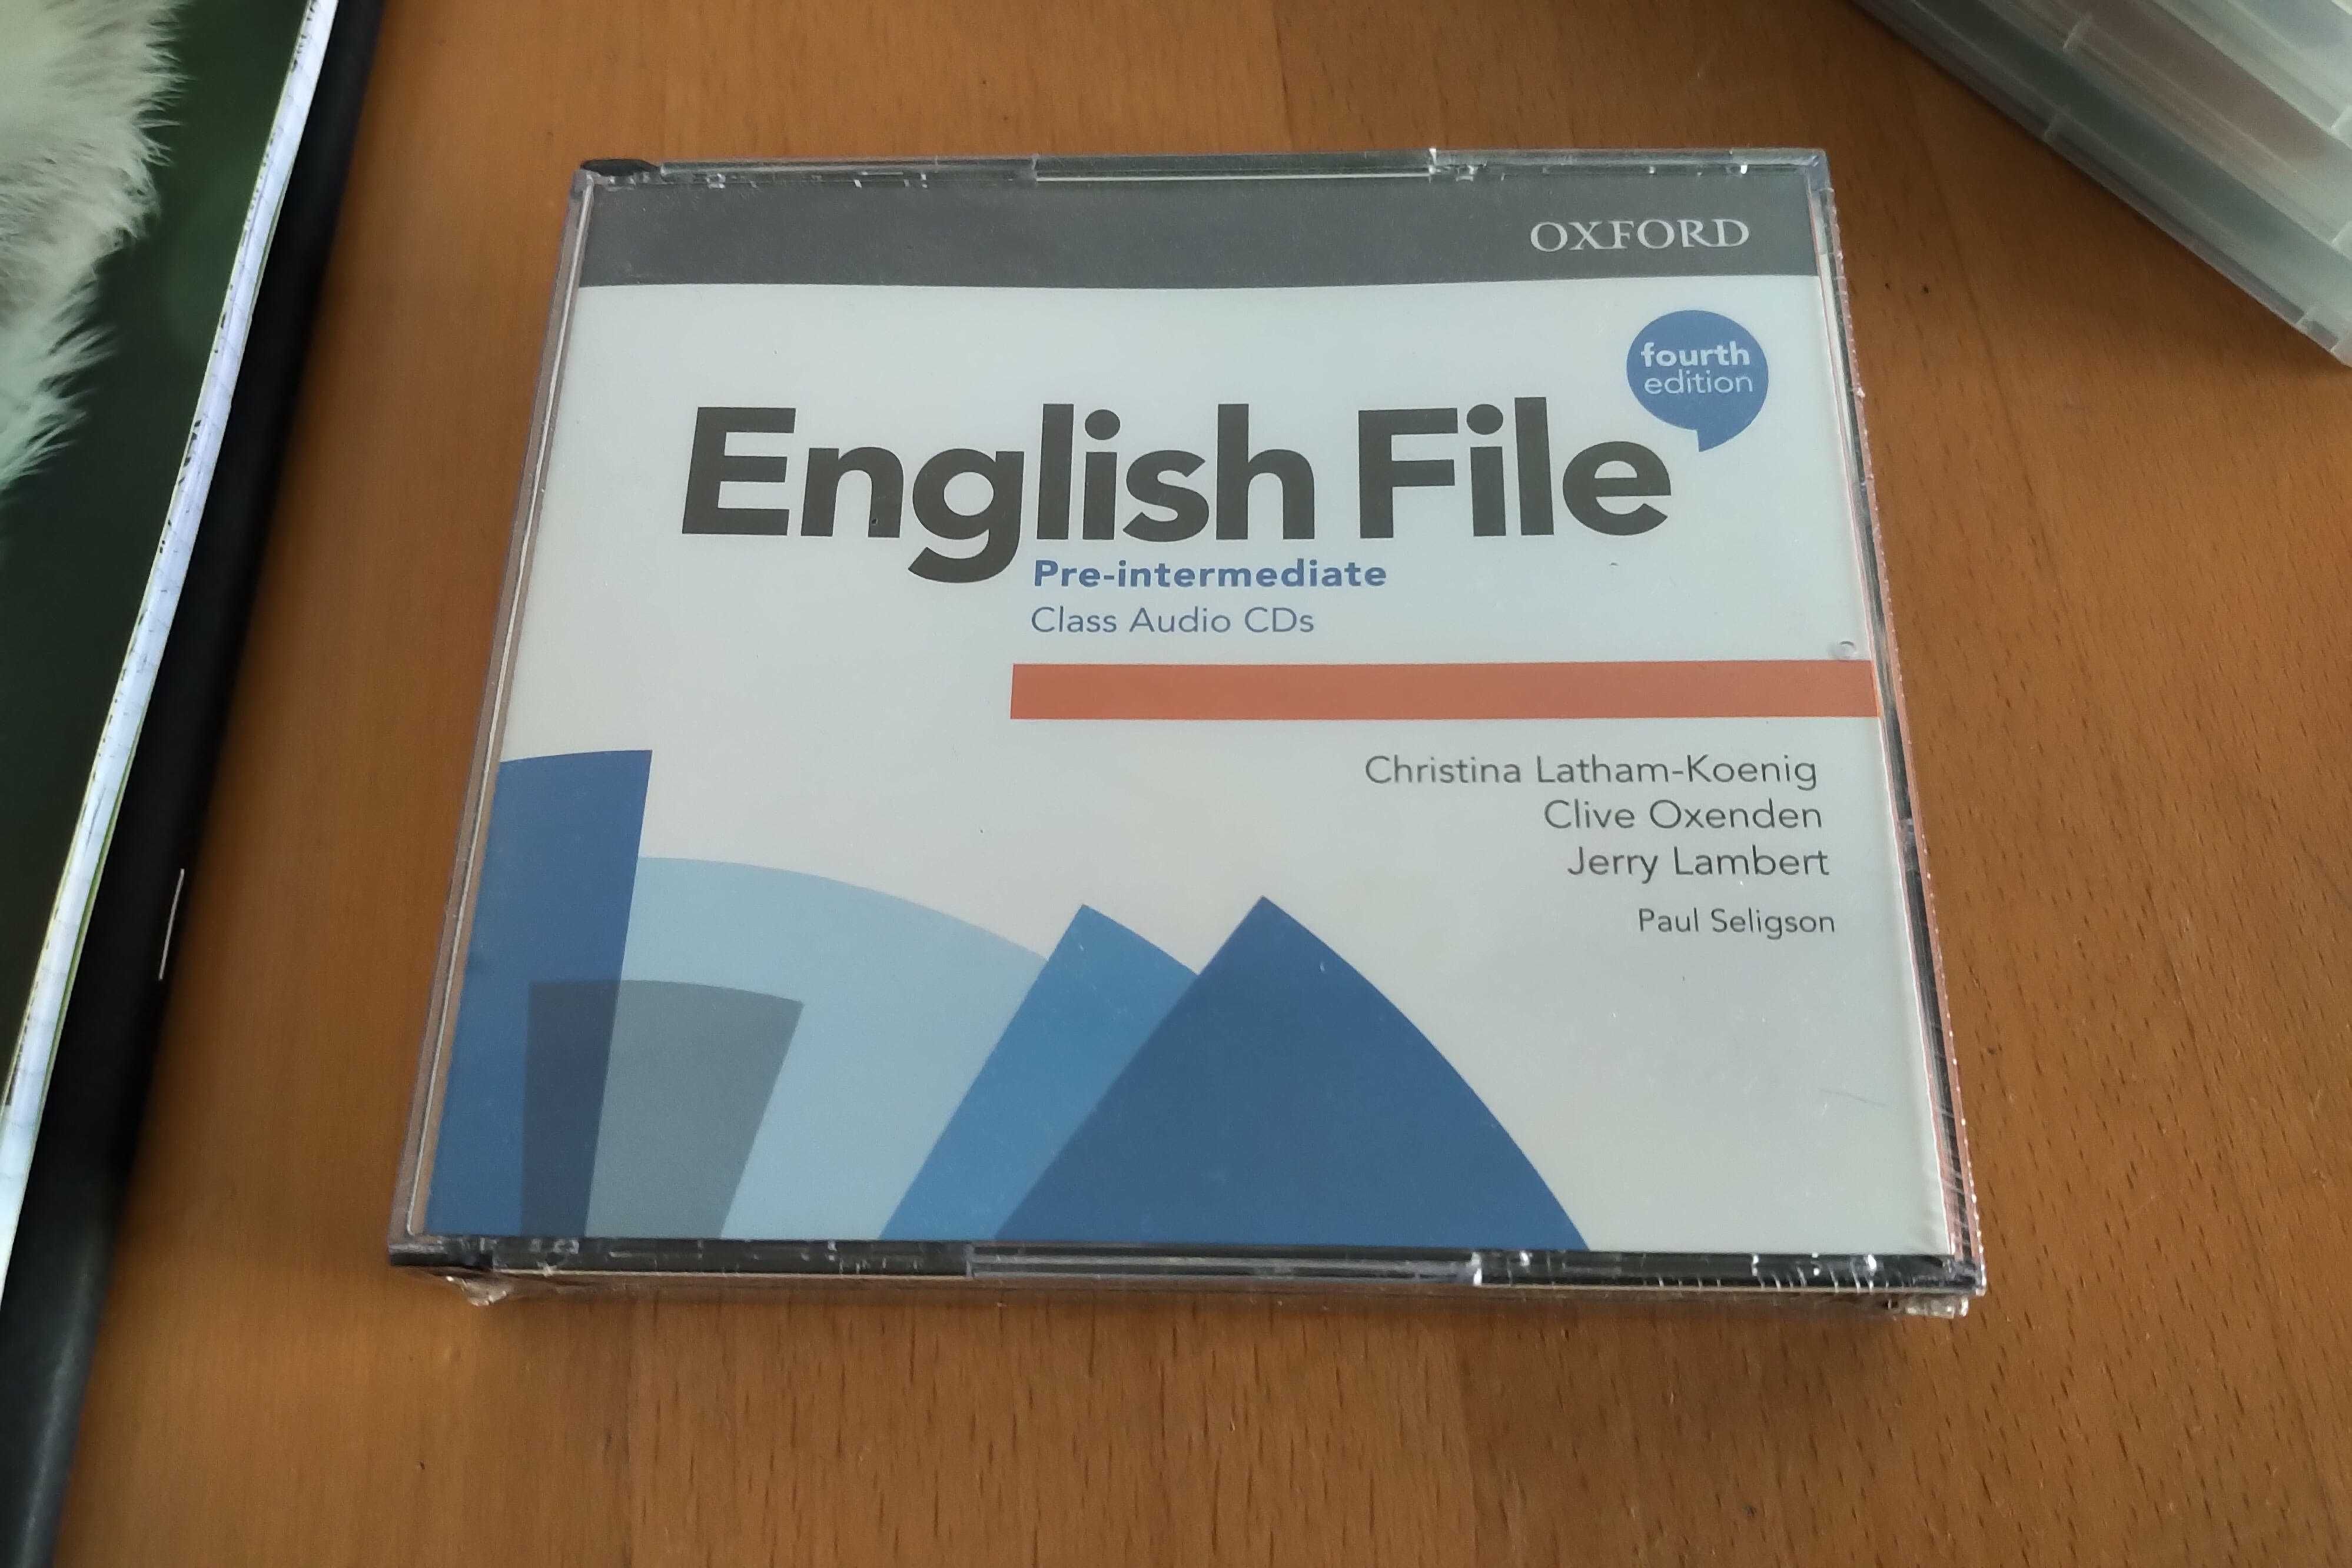 OXFORD
fourth
edition
English File
Pre-intermediate
Class Audio CDs
Christina Latham-Koenig
Clive Oxenden
Jerry Lambert
Paul Seligson